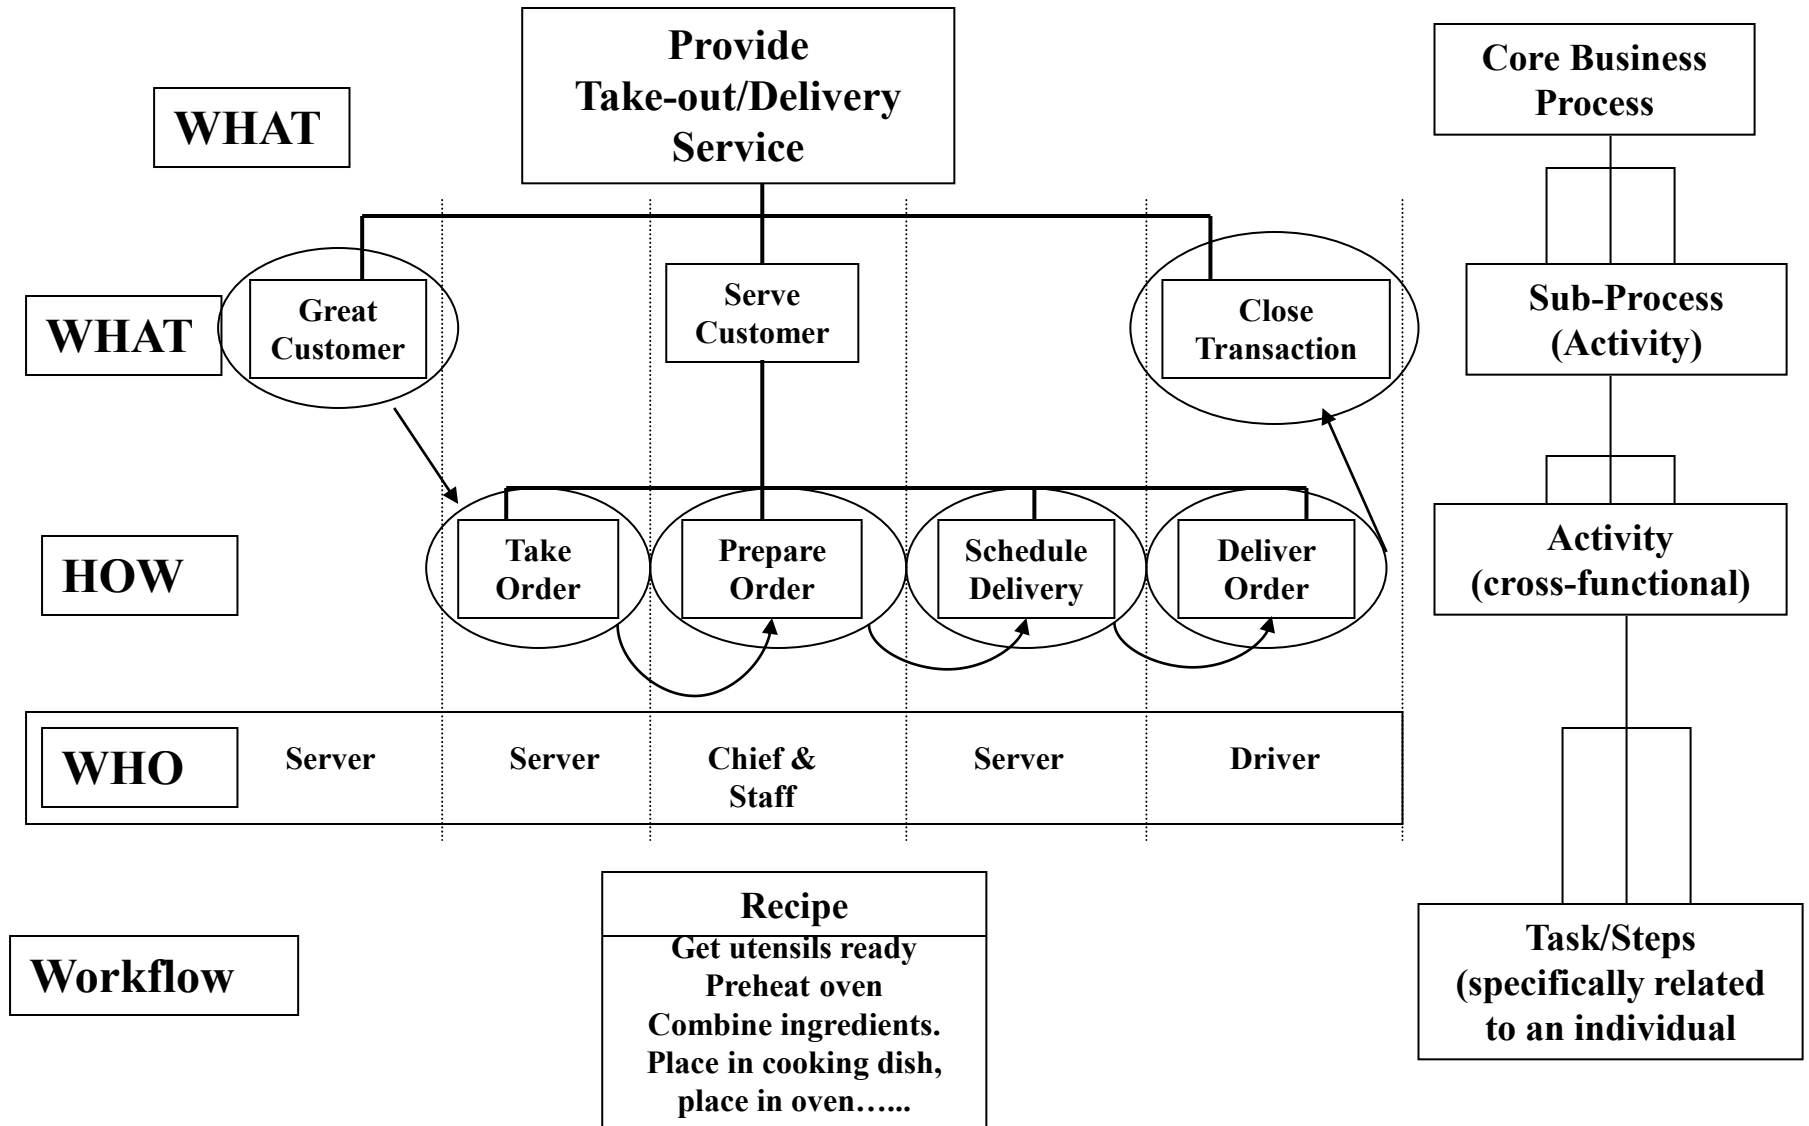 Provide
Take-out/Delivery
Service
Core Business
Process
WHAT
WHAT
Great
Customer
Serve
Customer
Close
Transaction
Sub-Process
(Activity)
HOW
Take
Order
Prepare
Order
Schedule
Delivery
Deliver
Order
Activity
(cross-functional)
WHO
Server
Server
Chief &
Staff
Server
Driver
Workflow
Recipe
Get utensils ready
Preheat oven
Combine ingredients.
Place in cooking dish,
place in oven…...
Task/Steps
(specifically related
to an individual